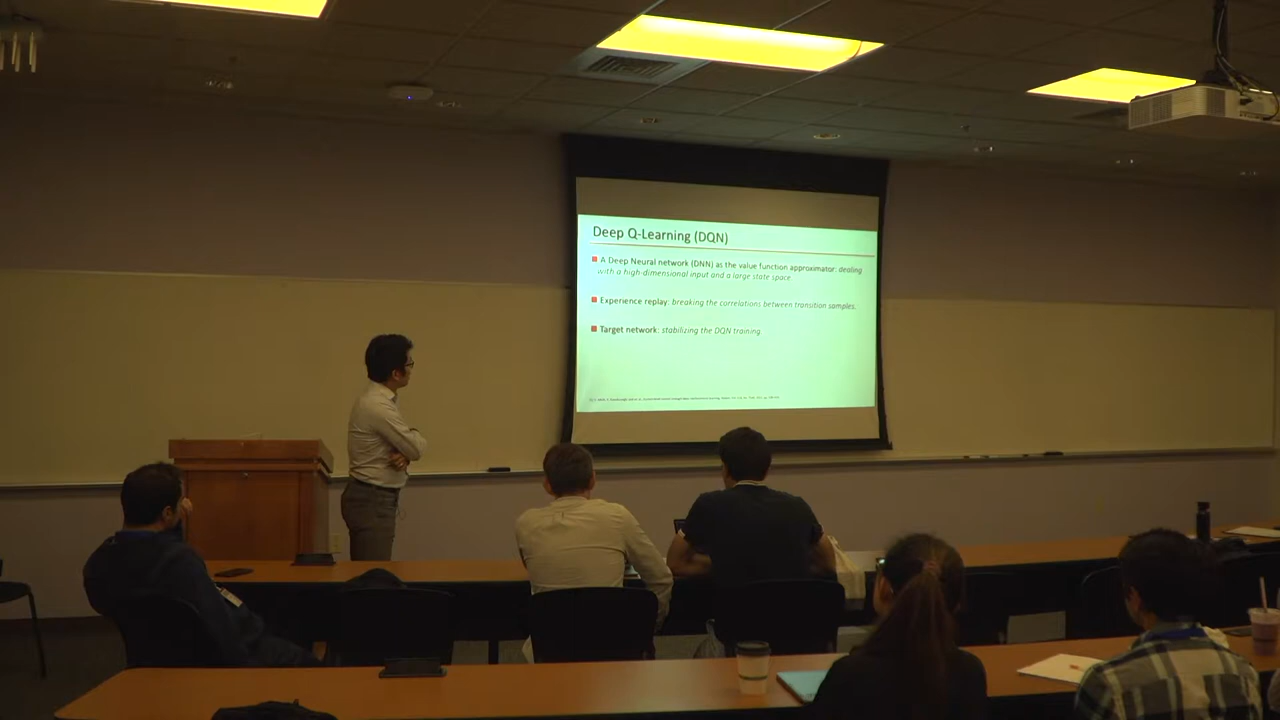 Deep Q-Learning (DQN)
A Deep Neural network (DNN) as the value function approximator: dealing
with a high-dimensional input and a large state space.
Experience replay: breaking the correlations between transition samples.
Target network: stabilizing the DQN training.